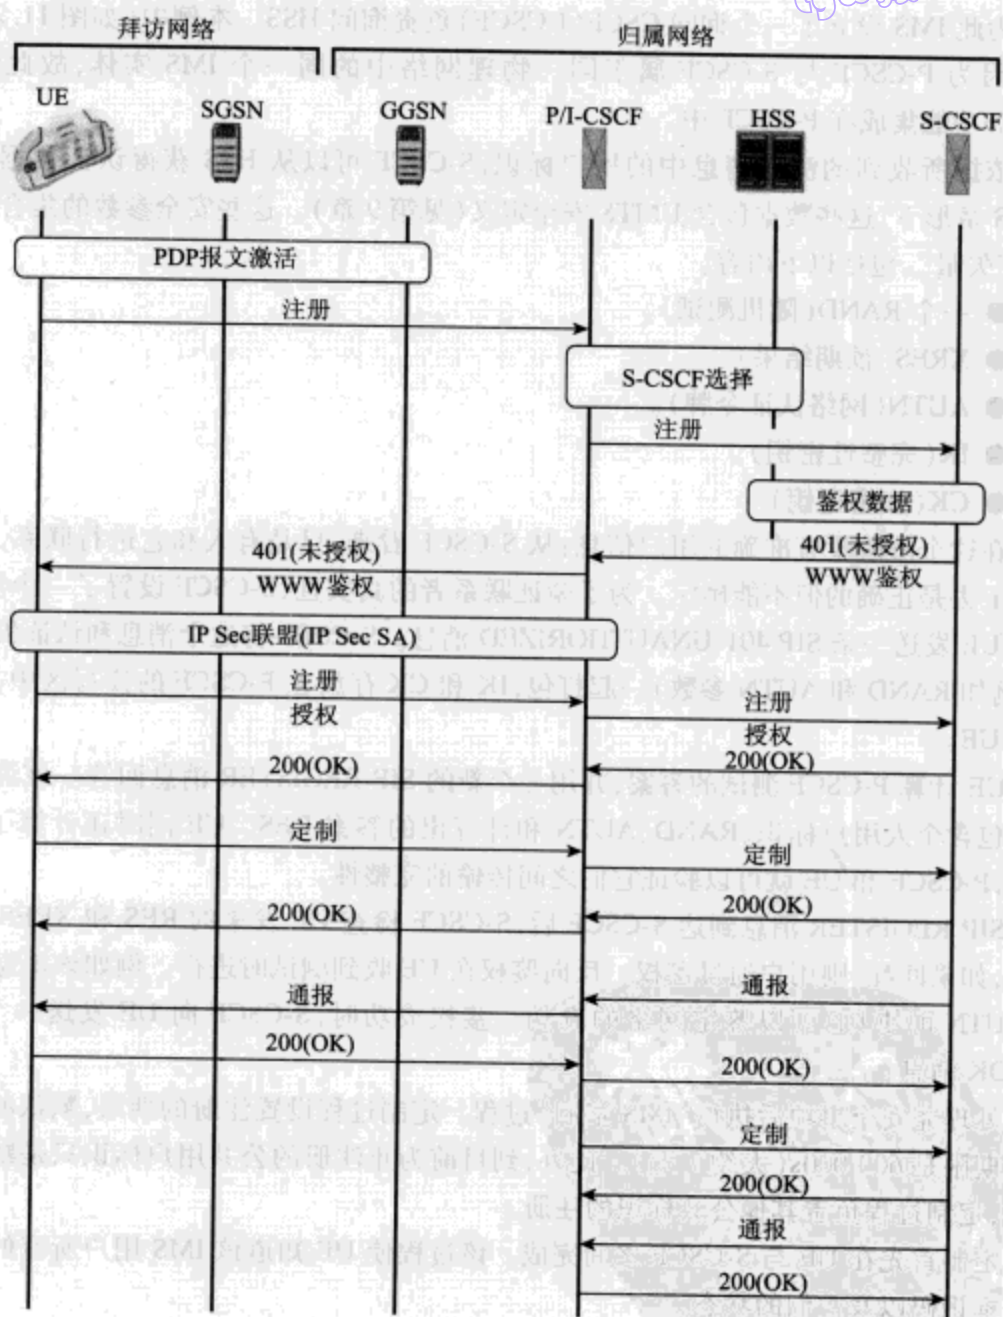 拜访网络
归属网络
UE
SGSN
GGSN
P/I-CSCF
HSS
S-CSCF
PDP报文激活
注册
S-CSCF选择
注册
鉴权数据
401(未授权)
WWW鉴权
401(未授权)
WWW鉴权
IP Sec联盟(IP Sec SA)
注册
授权
注册
授权
200(OK)
200(OK)
定制
定制
200(OK)
200(OK)
通报
通报
200(OK)
200(OK)
定制
200(OK)
通报
200(OK)